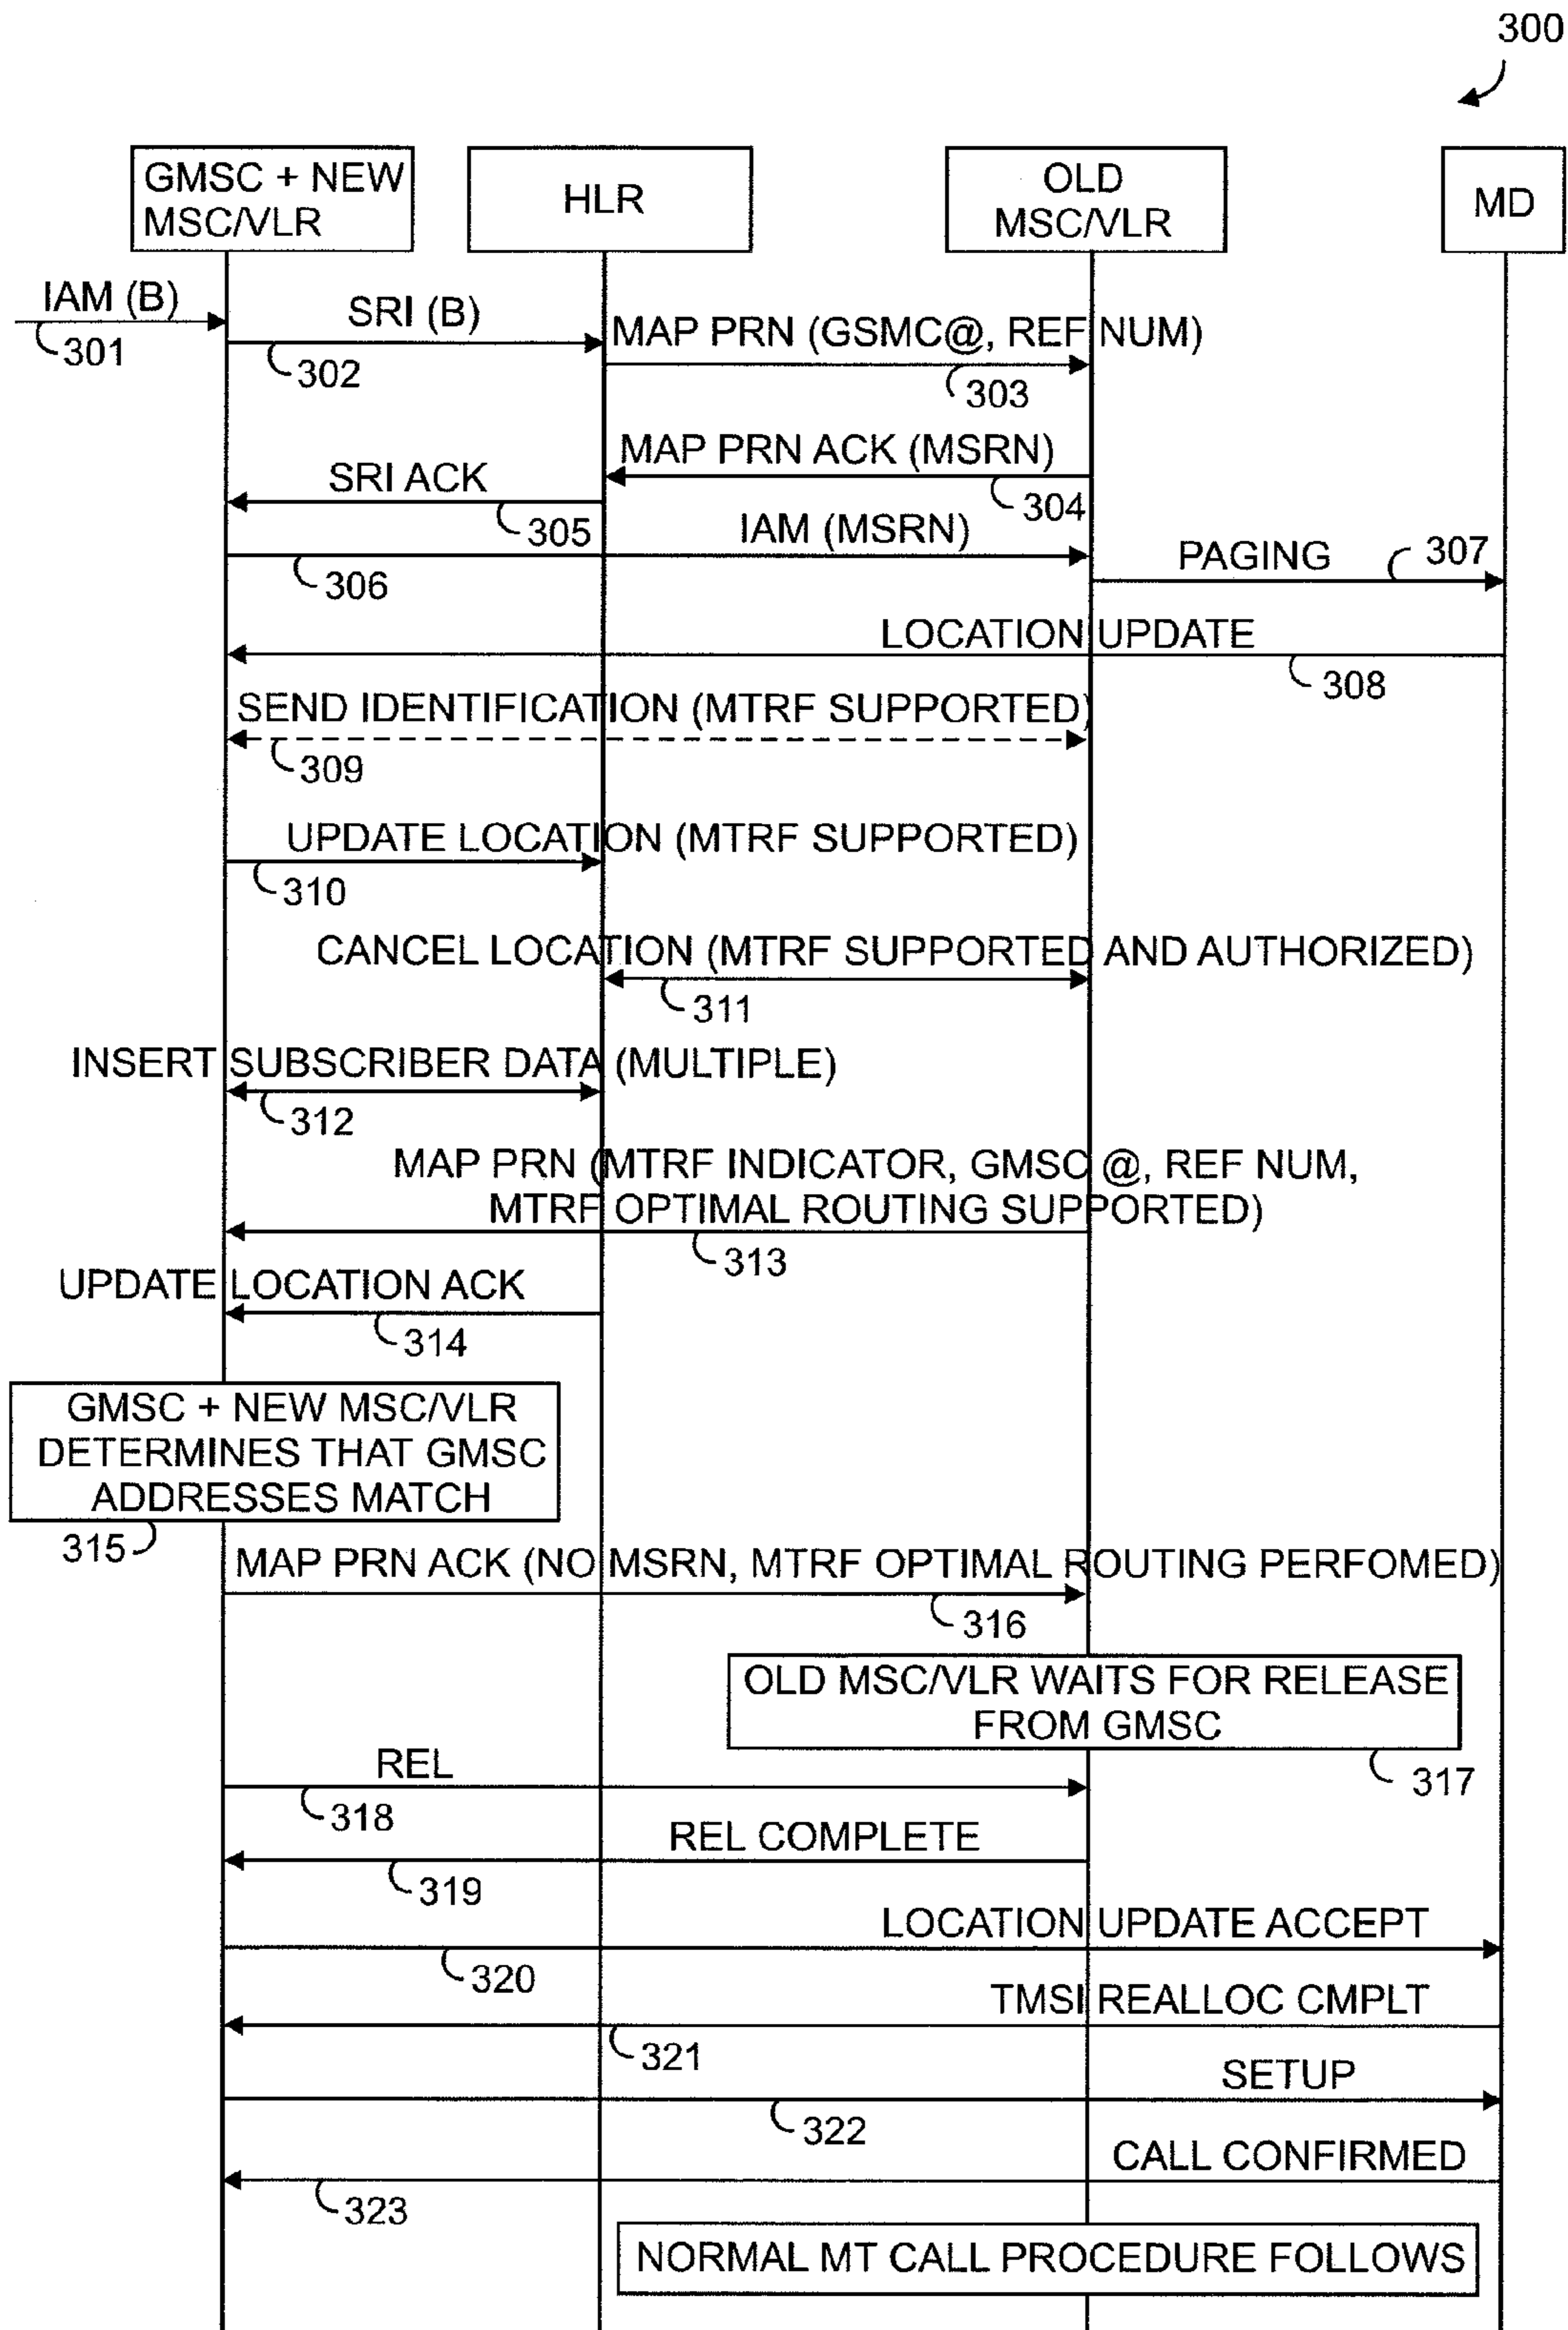 300
GMSC + NEW
MSC/VLR
HLR
OLD
MSC/VLR
MD
IAM (B)
301
SRI (B)
302
MAP PRN (GSMC@, REF NUM)
303
MAP PRN ACK (MSRN)
304
SRI ACK
305
IAM (MSRN)
306
PAGING
307
LOCATION UPDATE
308
SEND IDENTIFICATION (MTRF SUPPORTED)
309
UPDATE LOCATION (MTRF SUPPORTED)
310
CANCEL LOCATION (MTRF SUPPORTED AND AUTHORIZED)
311
INSERT SUBSCRIBER DATA (MULTIPLE)
312
MAP PRN (MTRF INDICATOR, GMSC @, REF NUM,
MTRF OPTIMAL ROUTING SUPPORTED)
313
UPDATE LOCATION ACK
314
GMSC + NEW MSC/VLR
DETERMINES THAT GMSC
ADDRESSES MATCH
315
MAP PRN ACK (NO MSRN, MTRF OPTIMAL ROUTING PERFOMED)
316
OLD MSC/VLR WAITS FOR RELEASE
FROM GMSC
317
REL
318
REL COMPLETE
319
LOCATION UPDATE ACCEPT
320
TMSI REALLOC CMPLT
321
SETUP
322
CALL CONFIRMED
323
NORMAL MT CALL PROCEDURE FOLLOWS